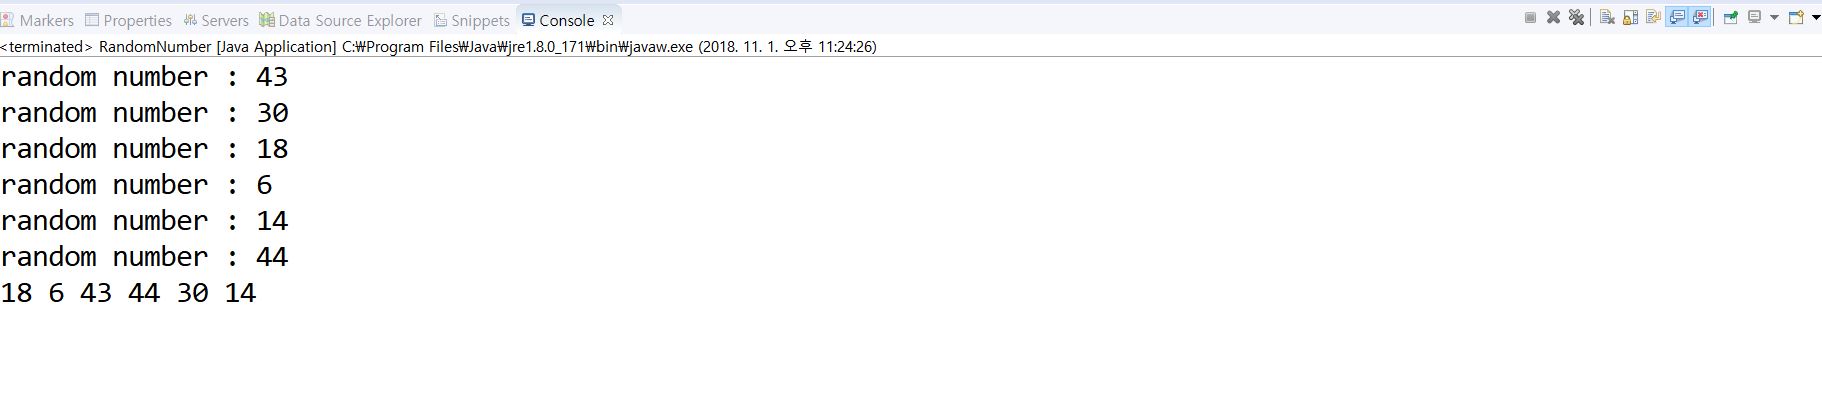 Markers Properties Servers Data Source Explorer Snippets Console
<terminated> RandomNumber [Java Application] C:₩Program Files₩Java₩jre1.8.0_171₩bin₩javaw.exe (2018. 11. 1. 오후 11:24:26)
random number : 43
random number : 30
random number : 18
random number : 6
random number : 14
random number : 44
18 6 43 44 30 14